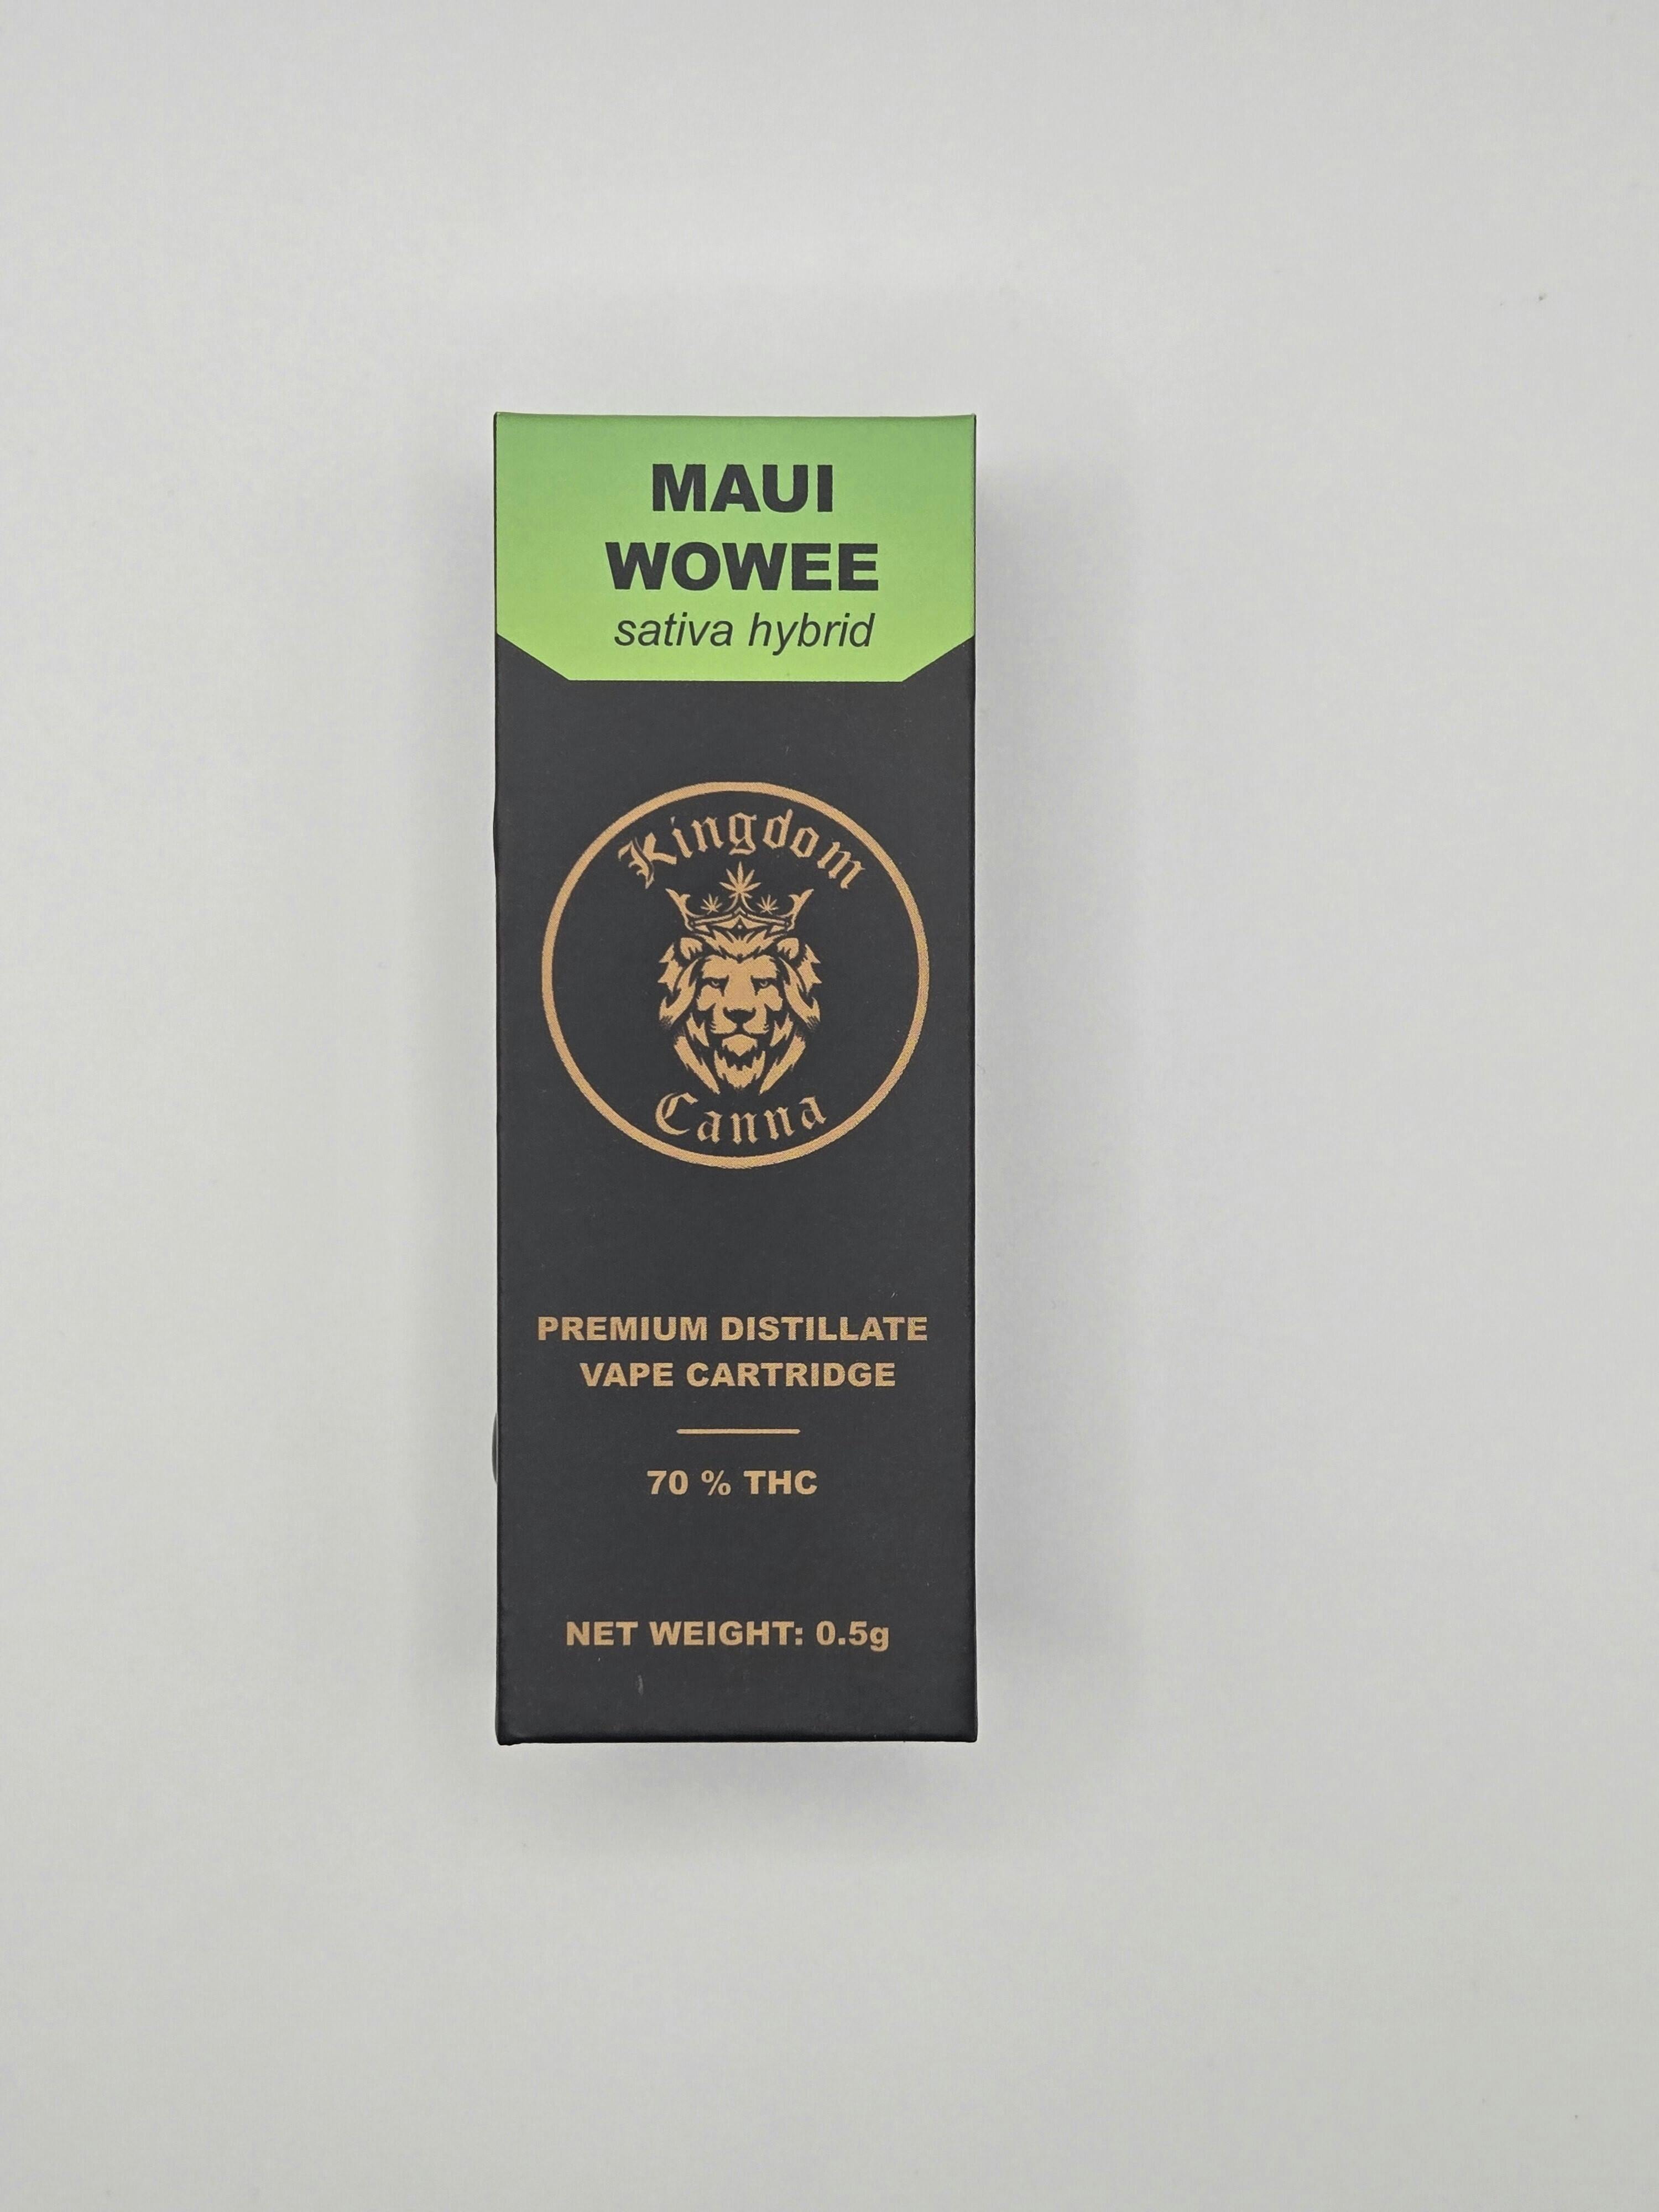 MAUI
WOWEE
sativa hybrid
Kingdom
Canna
PREMIUM DISTILLATE
VAPE CARTRIDGE
70 % THC
NET WEIGHT: 0.5g